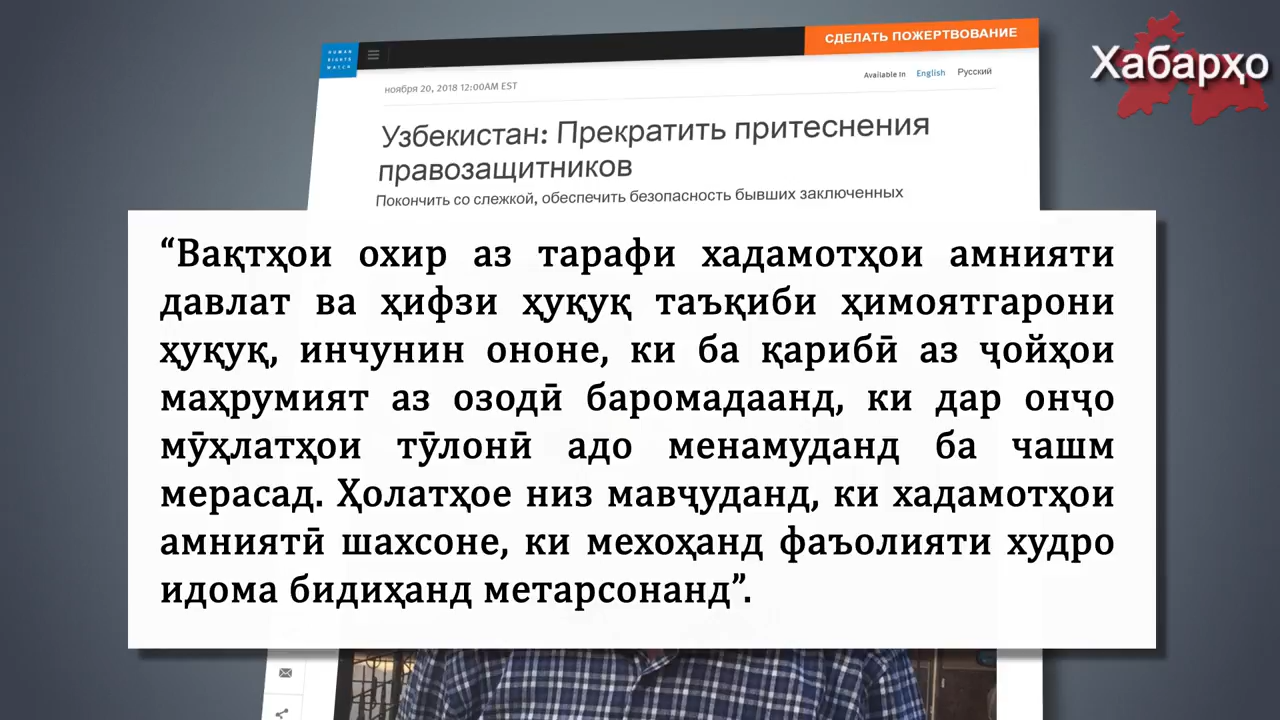 HUMAN
RIGHTS
WATCH
СДЕЛАТЬ ПОЖЕРТВОВАНИЕ
Хабарҳо
ноября 20, 2018 12:00AM EST
Available In English Русский
Узбекистан: Прекратить притеснения
правозащитников
Покончить со слежкой, обеспечить безопасность бывших заключенных
“Вақтҳои охир аз тарафи хадамотҳои амнияти
давлат ва ҳифзи ҳуқуқ таъқиби ҳимоятгарони
ҳуқуқ, инчунин ононе, ки ба қарибӣ аз ҷойҳои
маҳрумият аз озодӣ баромадаанд, ки дар онҷо
мӯҳлатҳои тӯлонӣ адо менамуданд ба чашм
мерасад. Ҳолатҳое низ мавҷуданд, ки хадамотҳои
амниятӣ шахсоне, ки мехоҳанд фаъолияти худро
идома бидиҳанд метарсонанд”.